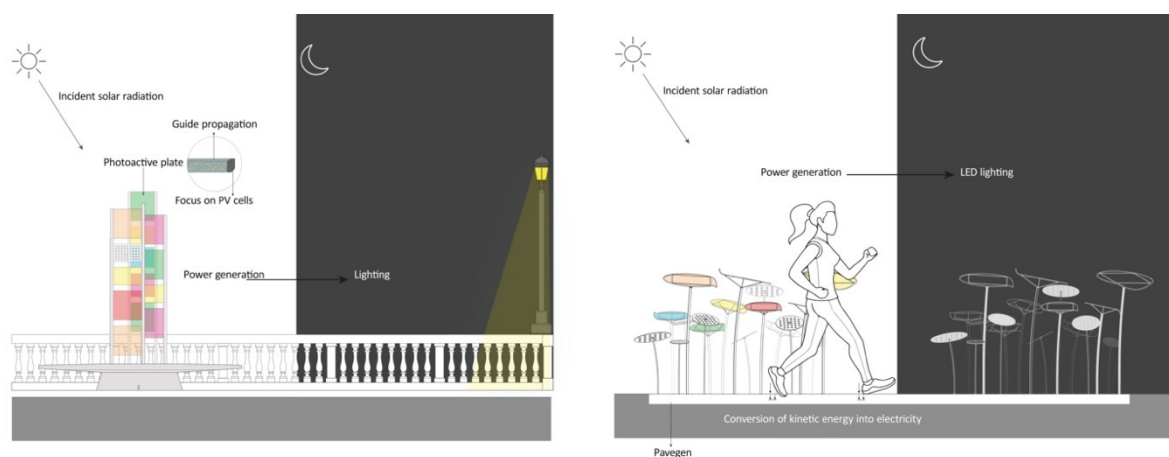 Incident solar radiation
Guide propagation
Photoactive plate
Focus on PV cells
Power generation
Lighting
Incident solar radiation
Power generation
LED lighting
Conversion of kinetic energy into electricity
Pavegen